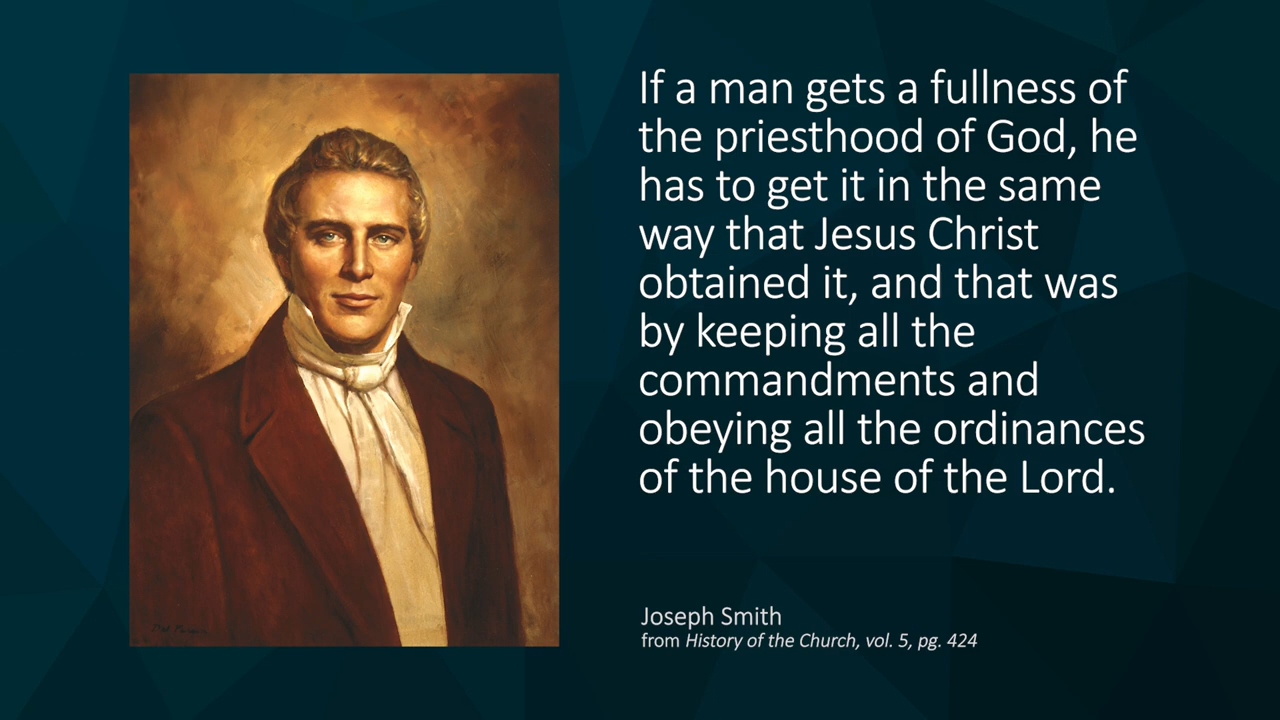 If a man gets a fullness of
the priesthood of God, he
has to get it in the same
way that Jesus Christ
obtained it, and that was
by keeping all the
commandments and
obeying all the ordinances
of the house of the Lord.
Joseph Smith
from History of the Church, vol. 5, pg. 424